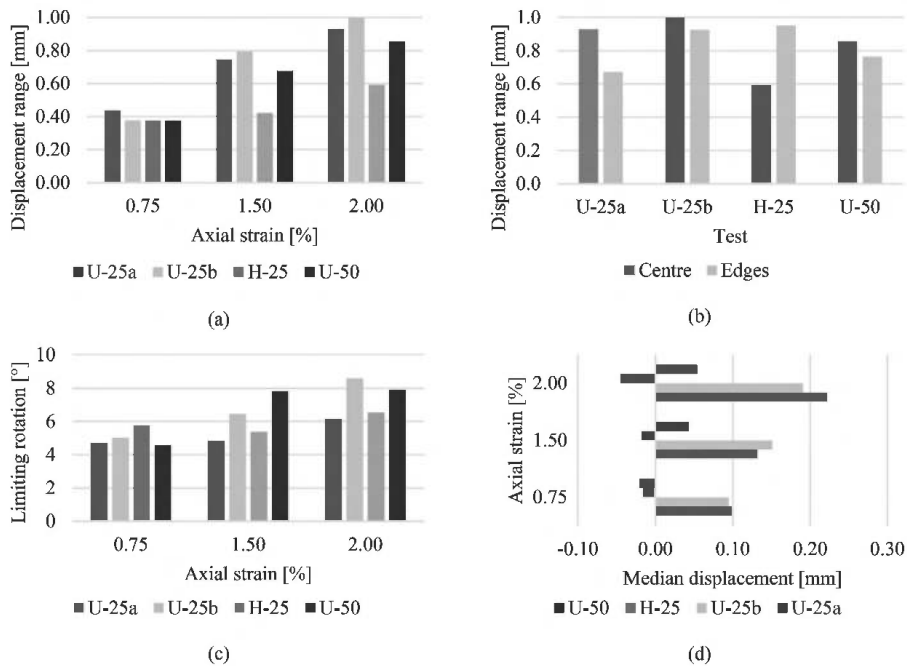 1.00
0.80
0.60
0.40
0.20
0.00
Displacement range [mm]
0.75 1.50 2.00
Axial strain [%]
U-25a U-25b H-25 U-50
(a)
1.0
0.8
0.6
0.4
0.2
0.0
Displacement range [mm]
U-25a U-25b H-25 U-50
Test
Centre Edges
(b)
10
8
6
4
2
0
Limiting rotation [°]
0.75 1.50 2.00
Axial strain [%]
U-25a U-25b H-25 U-50
(c)
Axial strain [%]
2.00
1.50
0.75
-0.10 0.00 0.10 0.20 0.30
Median displacement [mm]
U-50 H-25 U-25b U-25a
(d)